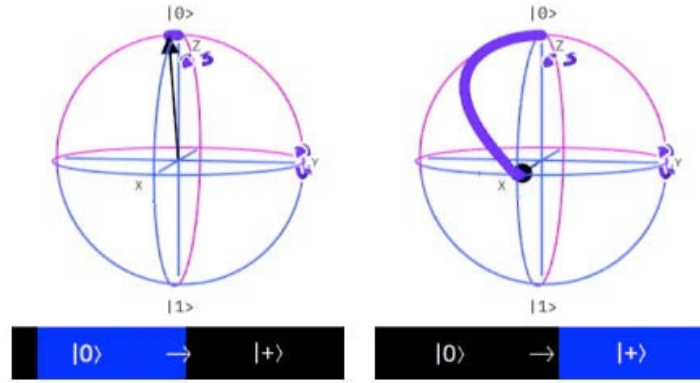 |0>
Z
Y
X
|1>
|0⟩ → |+⟩
|0>
Z
Y
X
|1>
|0⟩ → |+⟩